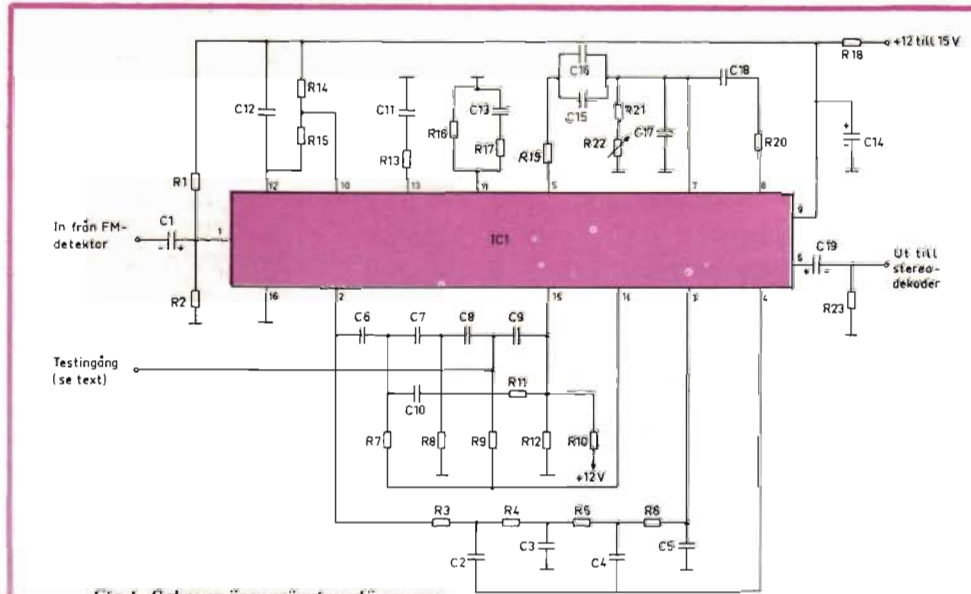 +12 till 15 V
R18
C16
C18
R14
C12
C11
C13
C15
R21
R16
R22
C17
C14
R15
R17
R13
R19
R20
R1
12
10
13
11
5
7
8
9
In från FM-
detektor
C1
1
IC1
6
C19
Ut till
stereo-
dekoder
R2
R23
16
2
15
14
3
4
C6
C7
C8
C9
Testingång
(se text)
R11
C10
R7
R8
R9
R12
R10
+12V
R3
R4
R5
R6
C2
C3
C4
C5